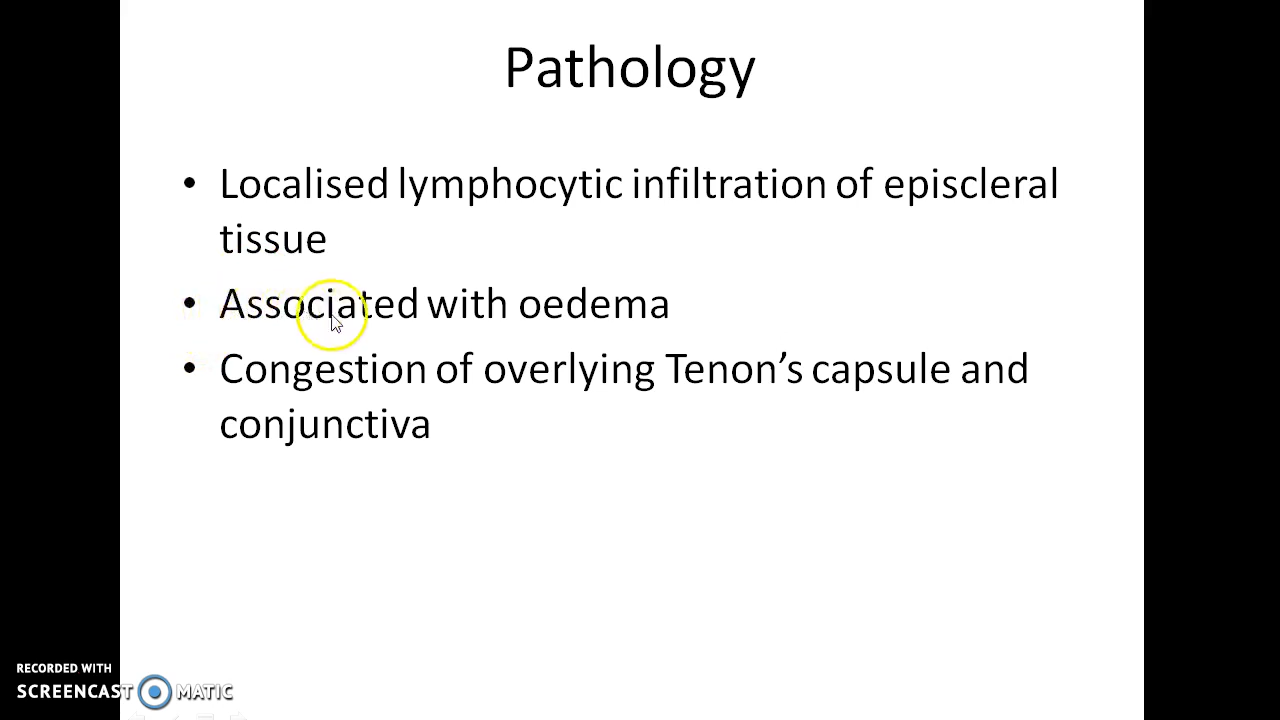 Pathology
• Localised lymphocytic infiltration of episcleral
tissue
• Associated with oedema
• Congestion of overlying Tenon’s capsule and
conjunctiva
RECORDED WITH
SCREENCAST MATIC